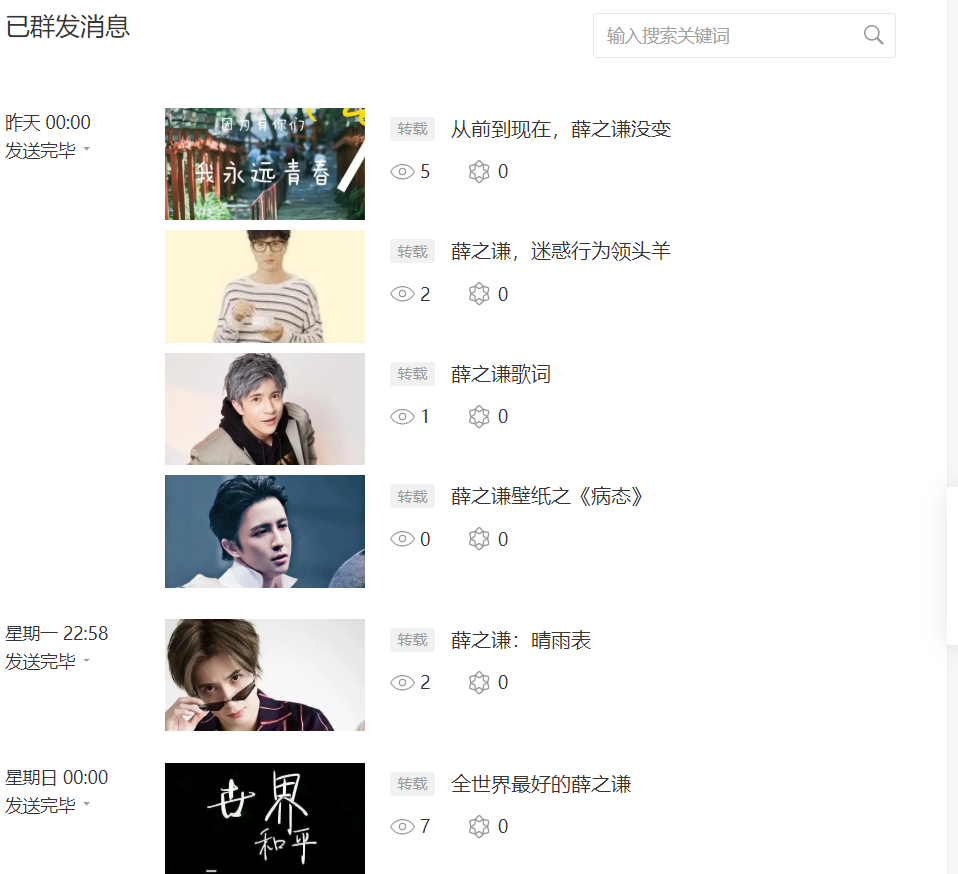 已群发消息
输入搜索关键词
昨天 00:00
发送完毕
因为有你们
我永远青春
转载 从前到现在，薛之谦没变
5 0
转载 薛之谦，迷惑行为领头羊
2 0
转载 薛之谦歌词
1 0
转载 薛之谦壁纸之《病态》
0 0
星期一 22:58
发送完毕
转载 薛之谦：晴雨表
2 0
星期日 00:00
发送完毕
世界
和平
转载 全世界最好的薛之谦
7 0